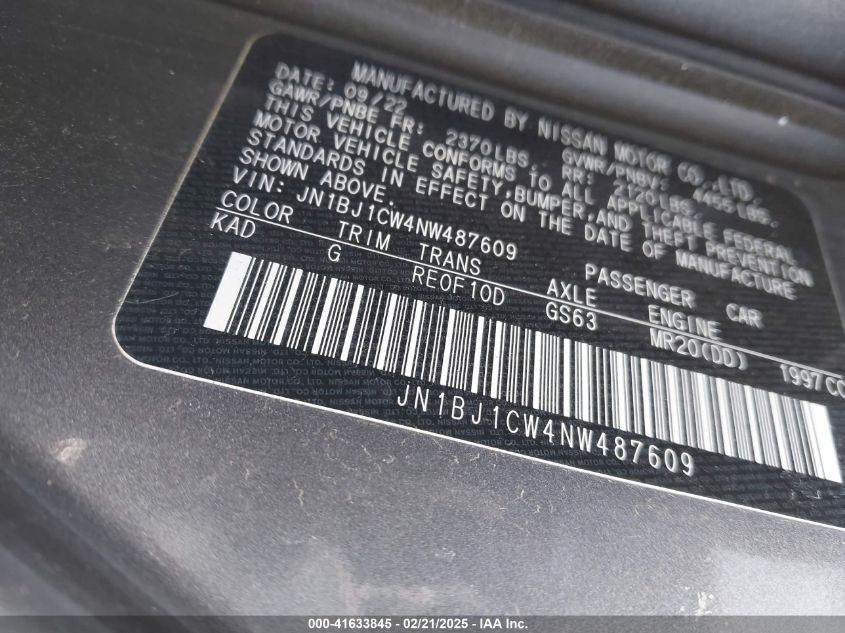 MANUFACTURED BY NISSAN MOTOR CO.,LTD.
DATE: 09/22 GVWR/PNBV: 4455 LBS.
GAWR/PNBE FR: 2370LBS. RR: 2120LBS.
THIS VEHICLE CONFORMS TO ALL APPLICABLE FEDERAL
MOTOR VEHICLE SAFETY,BUMPER,AND THEFT PREVENTION
STANDARDS IN EFFECT ON THE DATE OF MANUFACTURE
SHOWN ABOVE.
VIN: JN1BJ1CW4NW487609 PASSENGER CAR
COLOR TRIM TRANS AXLE ENGINE
KAD G RE0F10D GS63 MR20(DD) 1997CC
JN1BJ1CW4NW487609
000-41633845 - 02/21/2025 - IAA Inc.